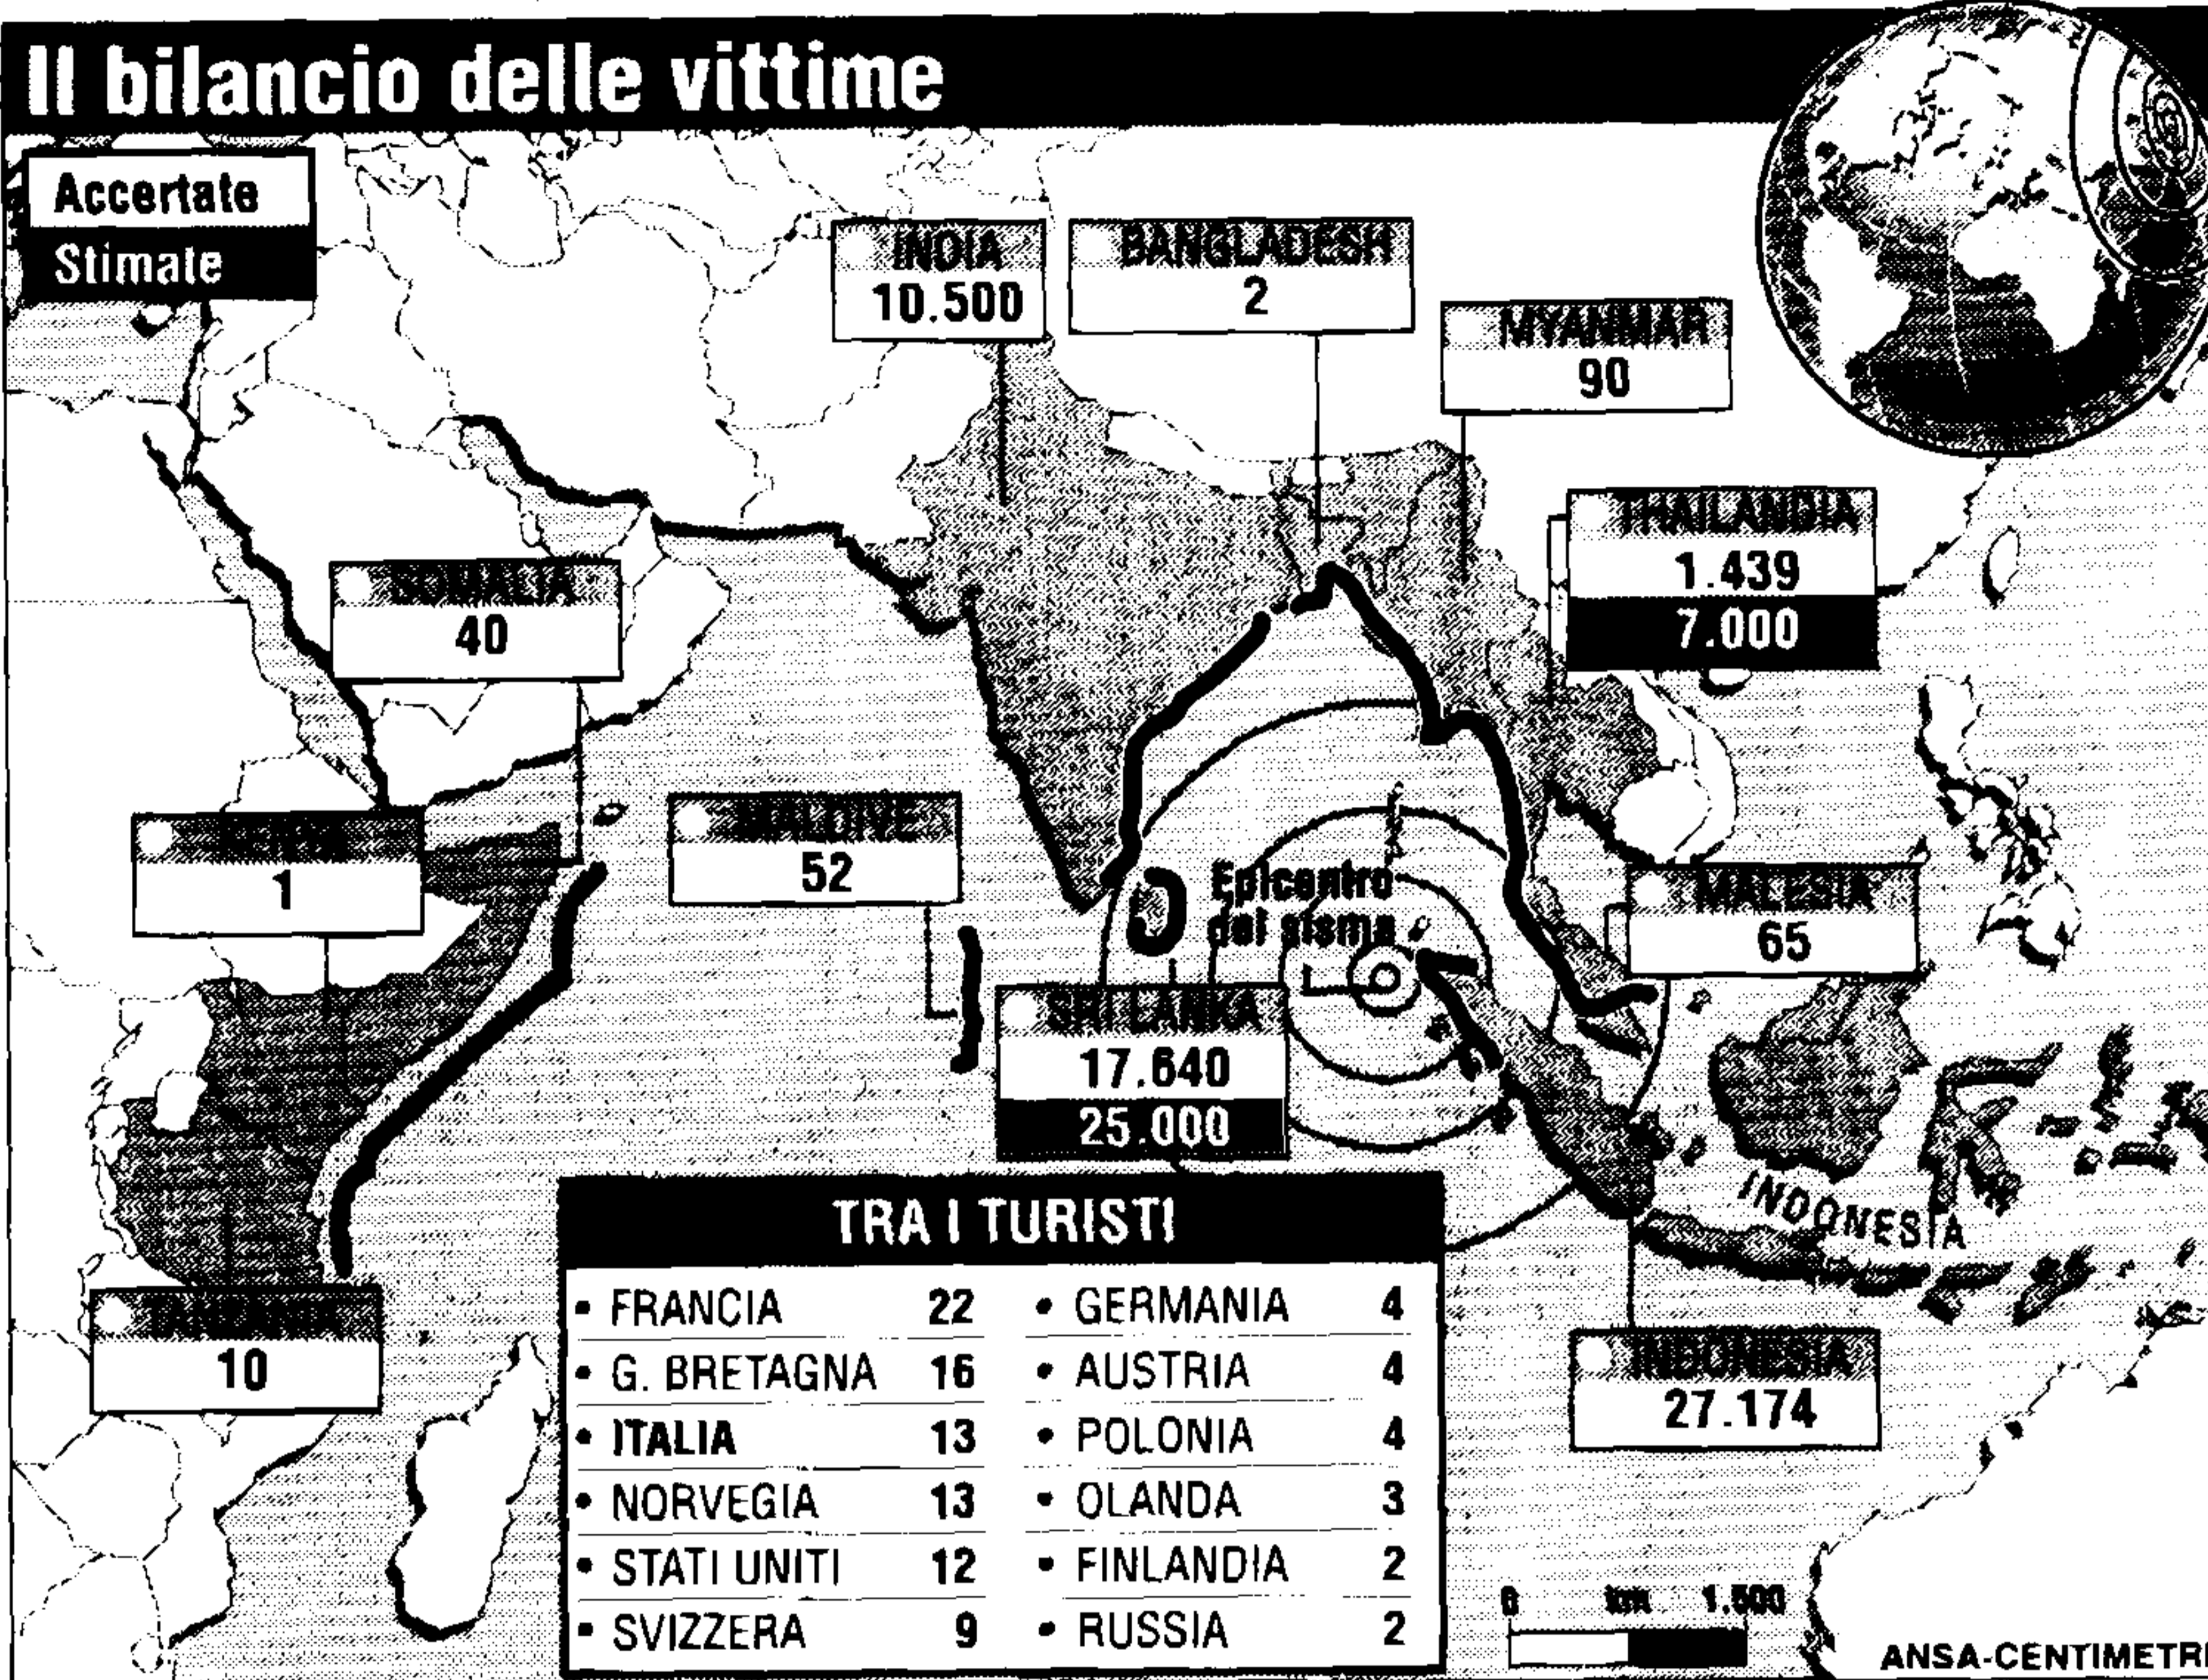 Il bilancio delle vittime
Accertate
Stimate
INDIA
10.500
BANGLADESH
2
MYANMAR
90
THAILANDIA
1.439
7.000
SOMALIA
40
KENYA
1
MALDIVE
52
Epicentro
del sisma
MALESIA
65
SRI LANKA
17.640
25.000
INDONESIA
TANZANIA
10
INDONESIA
27.174
TRA I TURISTI
• FRANCIA 22
• G. BRETAGNA 16
• ITALIA 13
• NORVEGIA 13
• STATI UNITI 12
• SVIZZERA 9
• GERMANIA 4
• AUSTRIA 4
• POLONIA 4
• OLANDA 3
• FINLANDIA 2
• RUSSIA 2
0 km 1.500
ANSA-CENTIMETRI